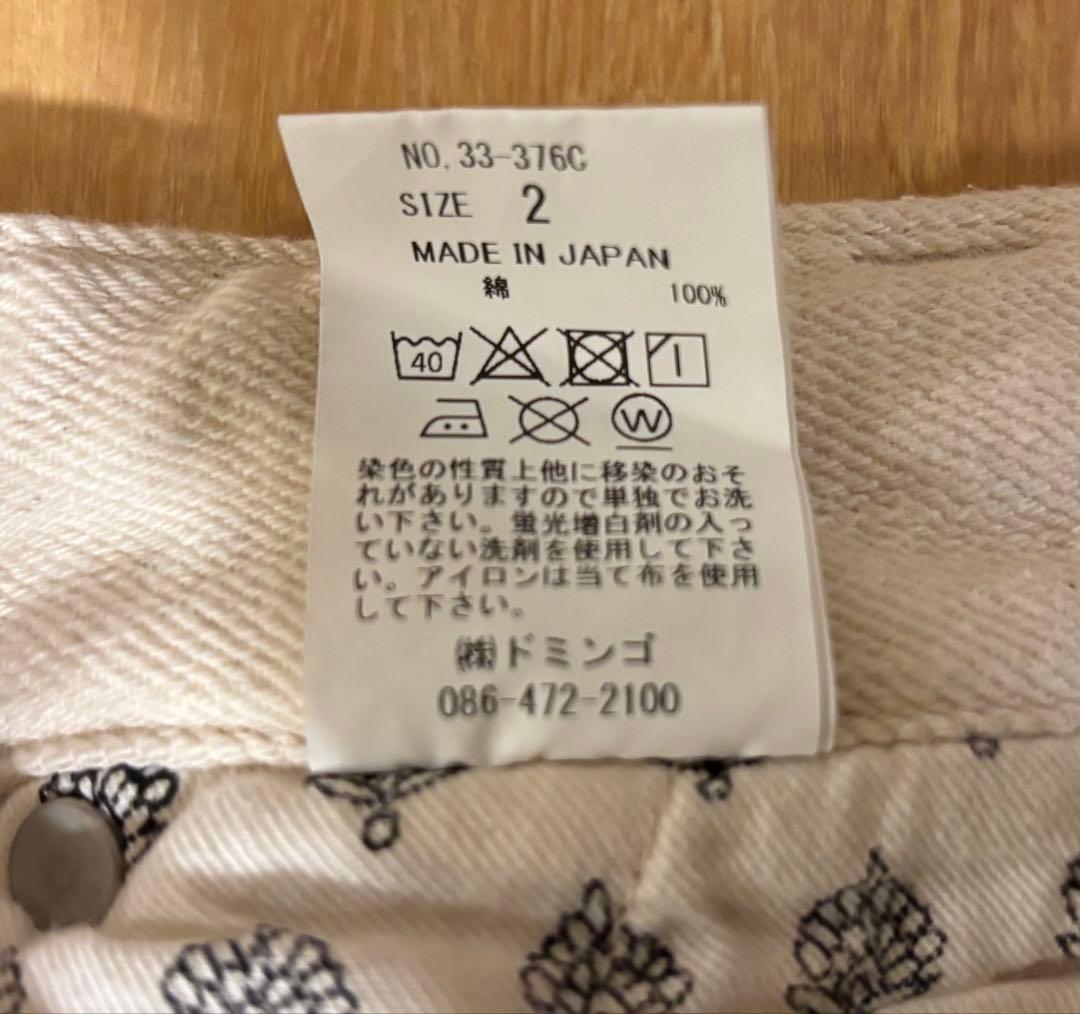 NO. 33-376C
SIZE 2
MADE IN JAPAN
綿 100%
40
W
染色の性質上他に移染のおそ
れがありますので単独でお洗
い下さい。蛍光増白剤の入っ
ていない洗剤を使用して下さ
い。アイロンは当て布を使用
して下さい。
㈱ドミンゴ
086-472-2100